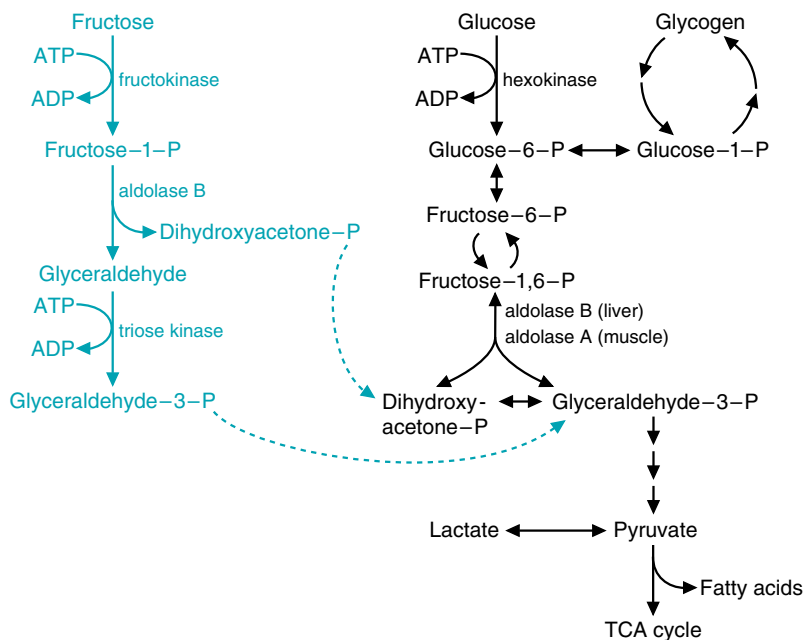 Fructose
ATP
fructokinase
ADP
Fructose–1–P
aldolase B
Dihydroxyacetone–P
Glyceraldehyde
ATP
triose kinase
ADP
Glyceraldehyde–3–P
Glucose
ATP
hexokinase
ADP
Glucose–6–P
Glycogen
Glucose–1–P
Fructose–6–P
Fructose–1,6–P
aldolase B (liver)
aldolase A (muscle)
Dihydroxy-
acetone–P
Glyceraldehyde–3–P
Lactate
Pyruvate
Fatty acids
TCA cycle